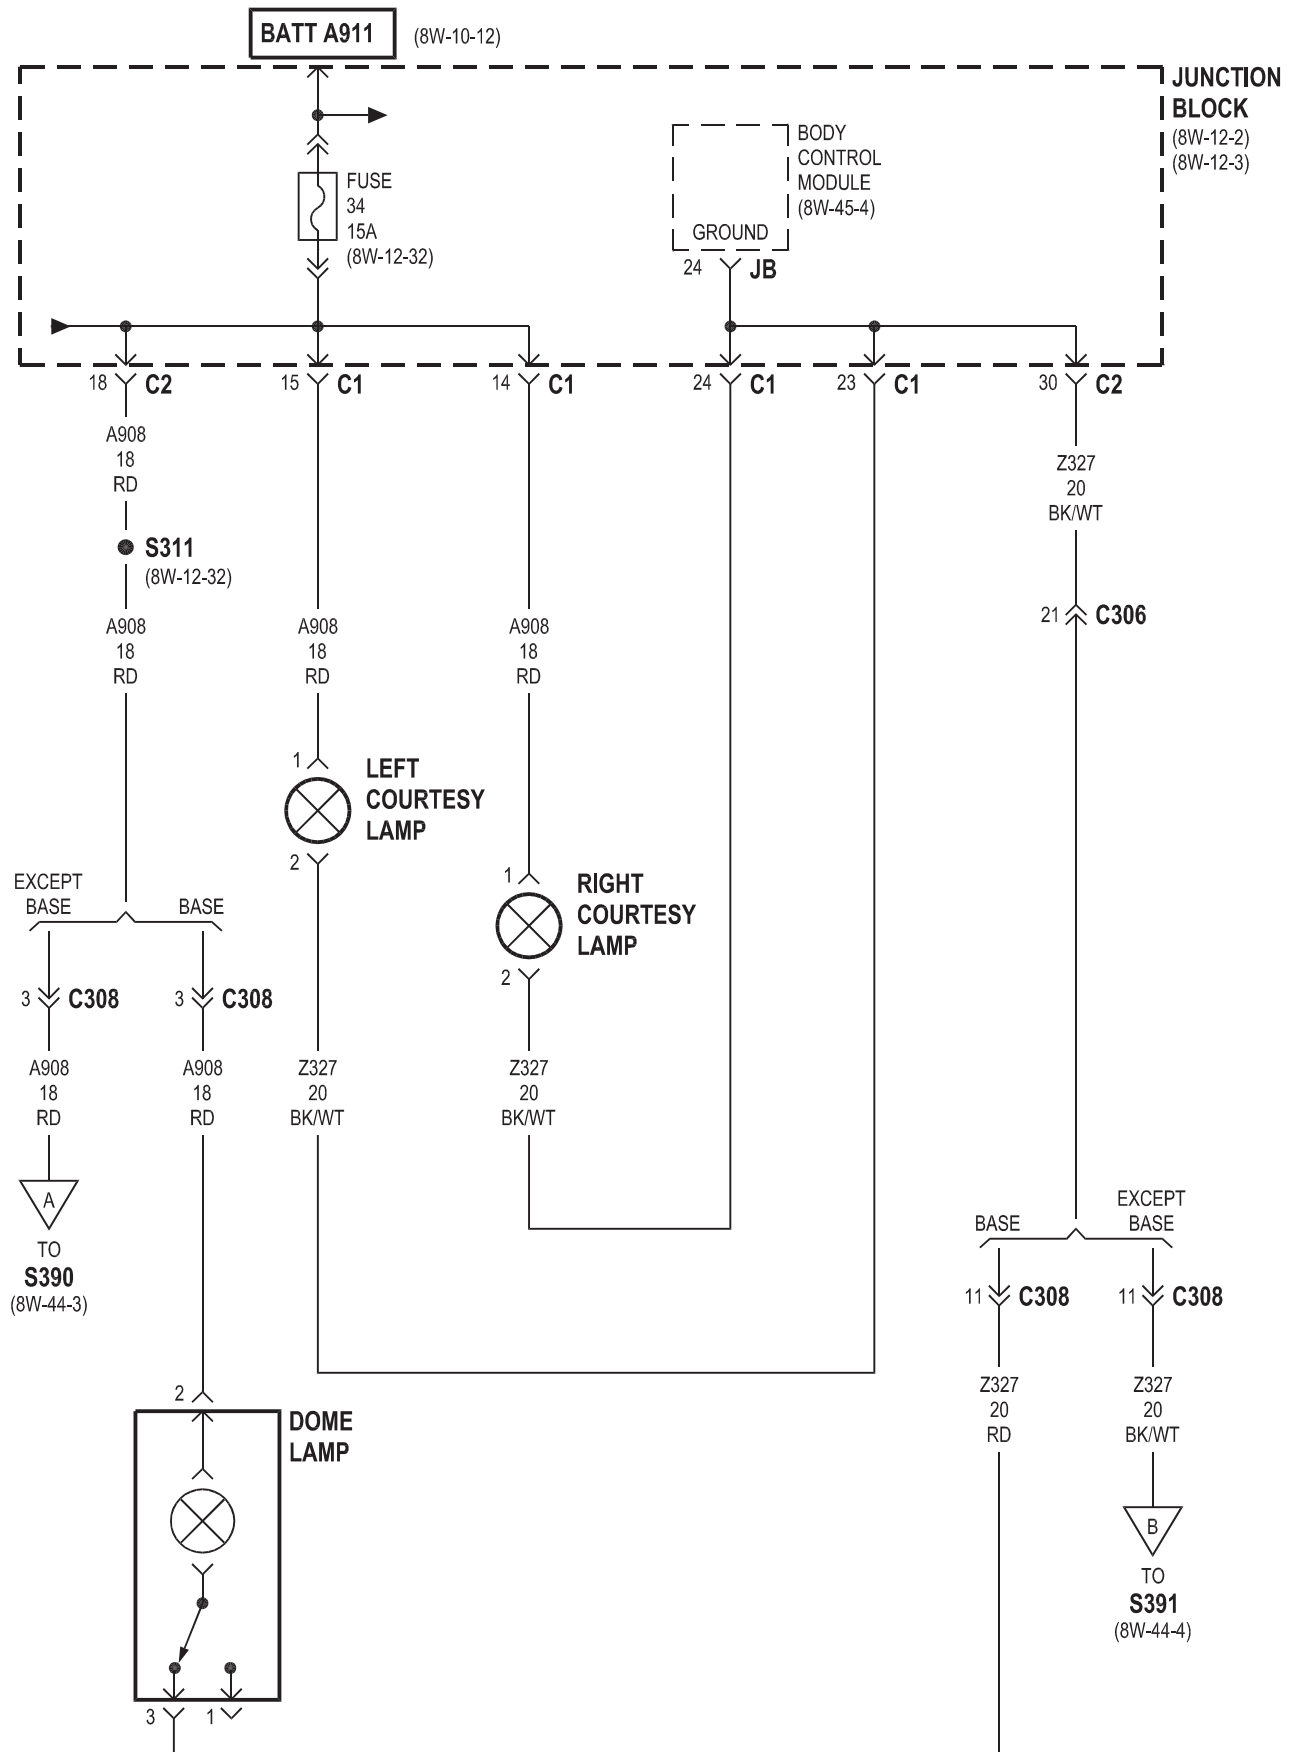 BATT A911
(8W-10-12)
JUNCTION
BLOCK
(8W-12-2)
(8W-12-3)
FUSE
34
15A
(8W-12-32)
BODY
CONTROL
MODULE
(8W-45-4)
GROUND
24
JB
18
C2
15
C1
14
C1
24
C1
23
C1
30
C2
A908
18
RD
Z327
20
BK/WT
S311
(8W-12-32)
21
C306
A908
18
RD
A908
18
RD
A908
18
RD
1
LEFT
COURTESY
LAMP
2
1
RIGHT
COURTESY
LAMP
2
EXCEPT
BASE
BASE
3
C308
3
C308
A908
18
RD
A908
18
RD
Z327
20
BK/WT
Z327
20
BK/WT
A
TO
S390
(8W-44-3)
BASE
EXCEPT
BASE
11
C308
11
C308
Z327
20
RD
Z327
20
BK/WT
B
TO
S391
(8W-44-4)
2
DOME
LAMP
3
1